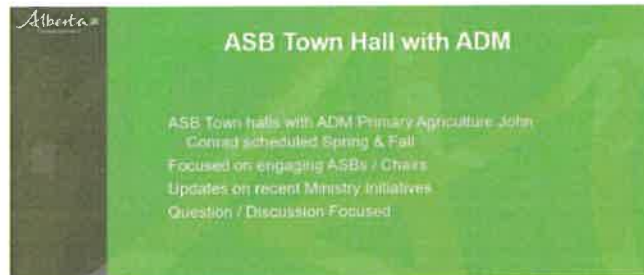 Alberta
ASB Town Hall with ADM
ASB Town halls with ADM Primary Agriculture John
Conrad scheduled Spring & Fall
Focused on engaging ASBs / Chairs
Updates on recent Ministry Initiatives
Question / Discussion Focused